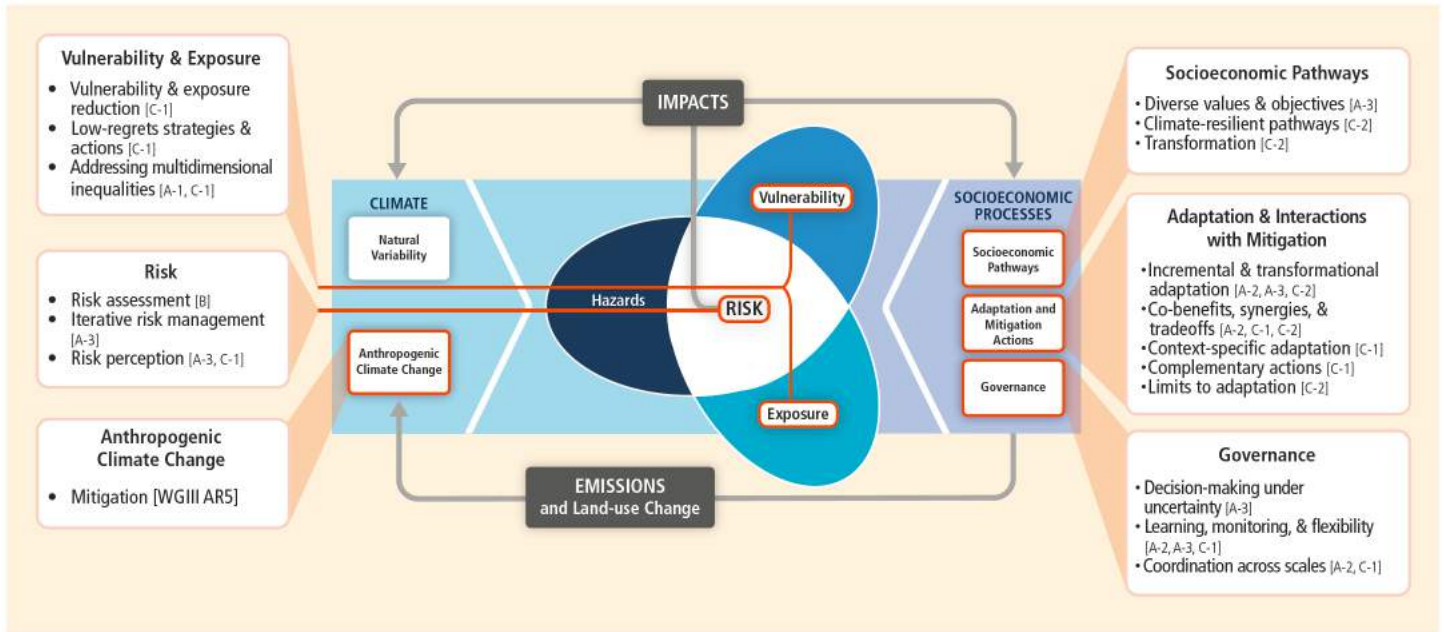 Vulnerability & Exposure
• Vulnerability & exposure
reduction [C-1]
• Low-regrets strategies &
actions [C-1]
• Addressing multidimensional
inequalities [A-1, C-1]
Risk
• Risk assessment [B]
• Iterative risk management
[A-3]
• Risk perception [A-3, C-1]
Anthropogenic
Climate Change
• Mitigation [WGIII AR5]
IMPACTS
CLIMATE
Natural
Variability
Anthropogenic
Climate Change
Hazards
Vulnerability
RISK
Exposure
EMISSIONS
and Land-use Change
SOCIOECONOMIC
PROCESSES
Socioeconomic
Pathways
Adaptation and
Mitigation
Actions
Governance
Socioeconomic Pathways
• Diverse values & objectives [A-3]
• Climate-resilient pathways [C-2]
• Transformation [C-2]
Adaptation & Interactions
with Mitigation
• Incremental & transformational
adaptation [A-2, A-3, C-2]
• Co-benefits, synergies, &
tradeoffs [A-2, C-1, C-2]
• Context-specific adaptation [C-1]
• Complementary actions [C-1]
• Limits to adaptation [C-2]
Governance
• Decision-making under
uncertainty [A-3]
• Learning, monitoring, & flexibility
[A-2, A-3, C-1]
• Coordination across scales [A-2, C-1]